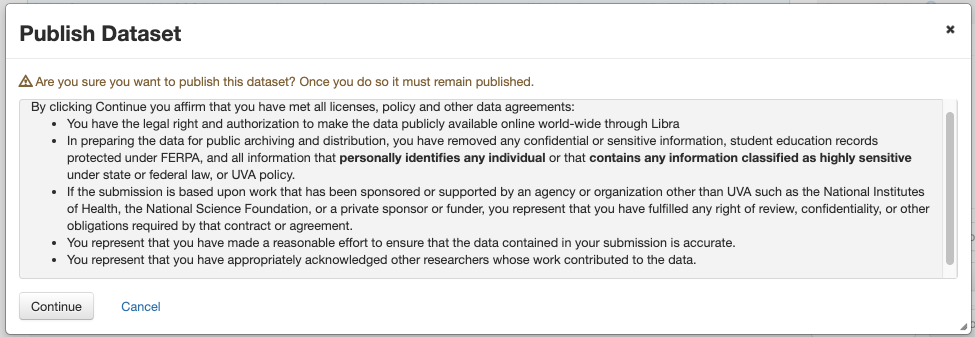 Publish Dataset
Are you sure you want to publish this dataset? Once you do so it must remain published.
By clicking Continue you affirm that you have met all licenses, policy and other data agreements:
• You have the legal right and authorization to make the data publicly available online world-wide through Libra
• In preparing the data for public archiving and distribution, you have removed any confidential or sensitive information, student education records
protected under FERPA, and all information that personally identifies any individual or that contains any information classified as highly sensitive
under state or federal law, or UVA policy.
• If the submission is based upon work that has been sponsored or supported by an agency or organization other than UVA such as the National Institutes
of Health, the National Science Foundation, or a private sponsor or funder, you represent that you have fulfilled any right of review, confidentiality, or other
obligations required by that contract or agreement.
• You represent that you have made a reasonable effort to ensure that the data contained in your submission is accurate.
• You represent that you have appropriately acknowledged other researchers whose work contributed to the data.
Continue Cancel